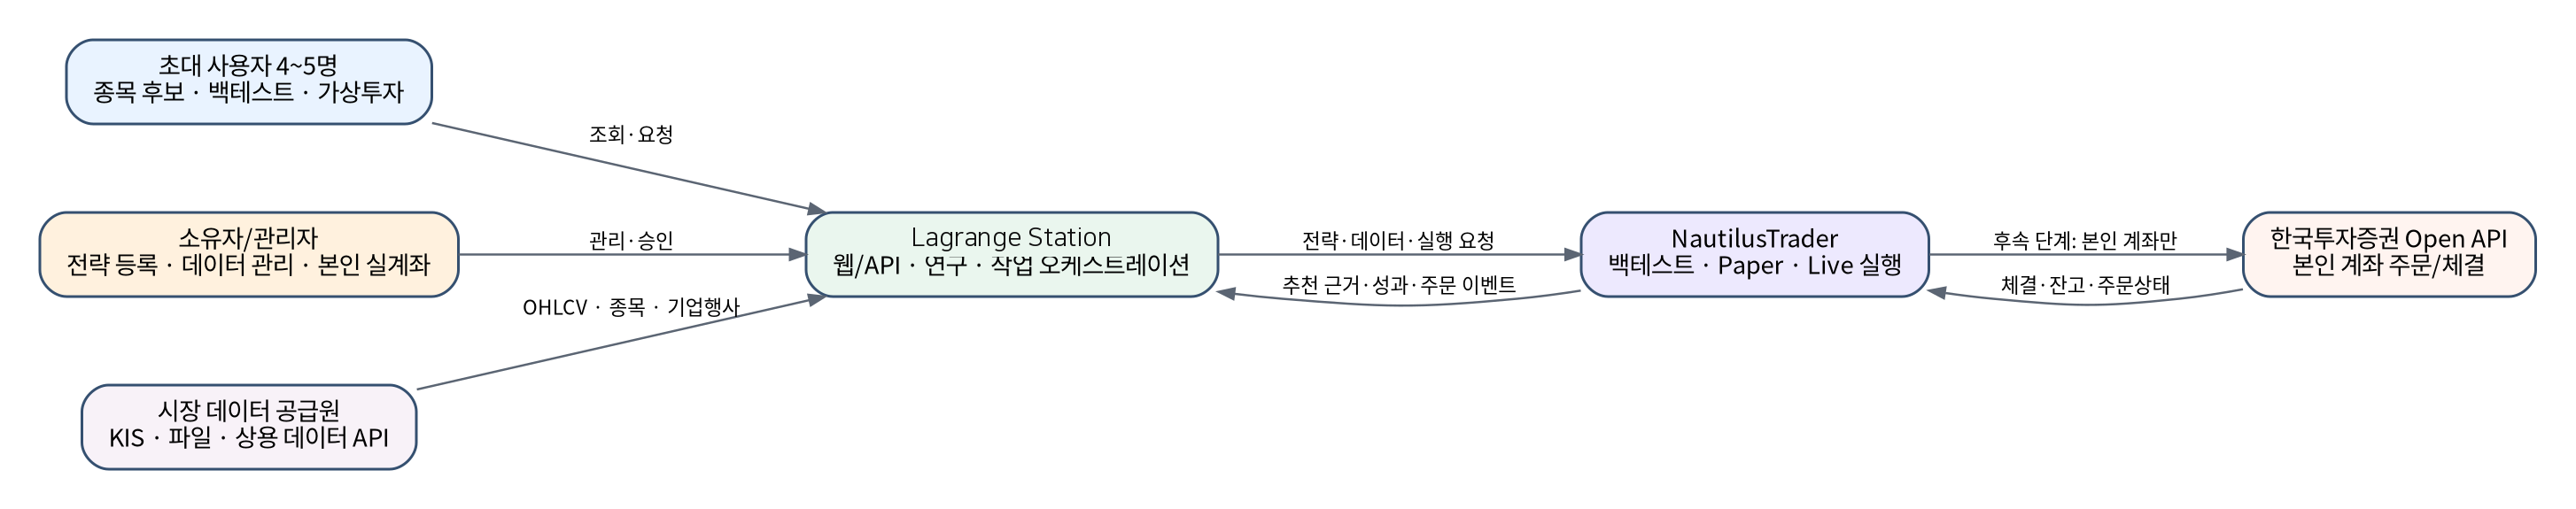 초대 사용자 4~5명
종목 후보 · 백테스트 · 가상투자
조회·요청
소유자/관리자
전략 등록 · 데이터 관리 · 본인 실계좌
관리·승인
시장 데이터 공급원
KIS · 파일 · 상용 데이터 API
OHLCV · 종목 · 기업행사
Lagrange Station
웹/API · 연구 · 작업 오케스트레이션
전략·데이터·실행 요청
추천 근거·성과·주문 이벤트
NautilusTrader
백테스트 · Paper · Live 실행
후속 단계: 본인 계좌만
체결·잔고·주문상태
한국투자증권 Open API
본인 계좌 주문/체결